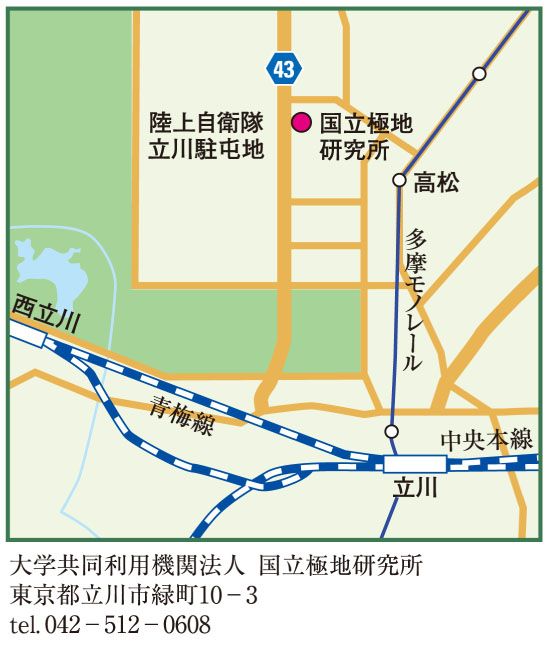 43
陸上自衛隊
立川駐屯地
国立極地
研究所
高松
多摩モノレール
西立川
青梅線
中央本線
立川
大学共同利用機関法人 国立極地研究所
東京都立川市緑町10－3
tel. 042－512－0608